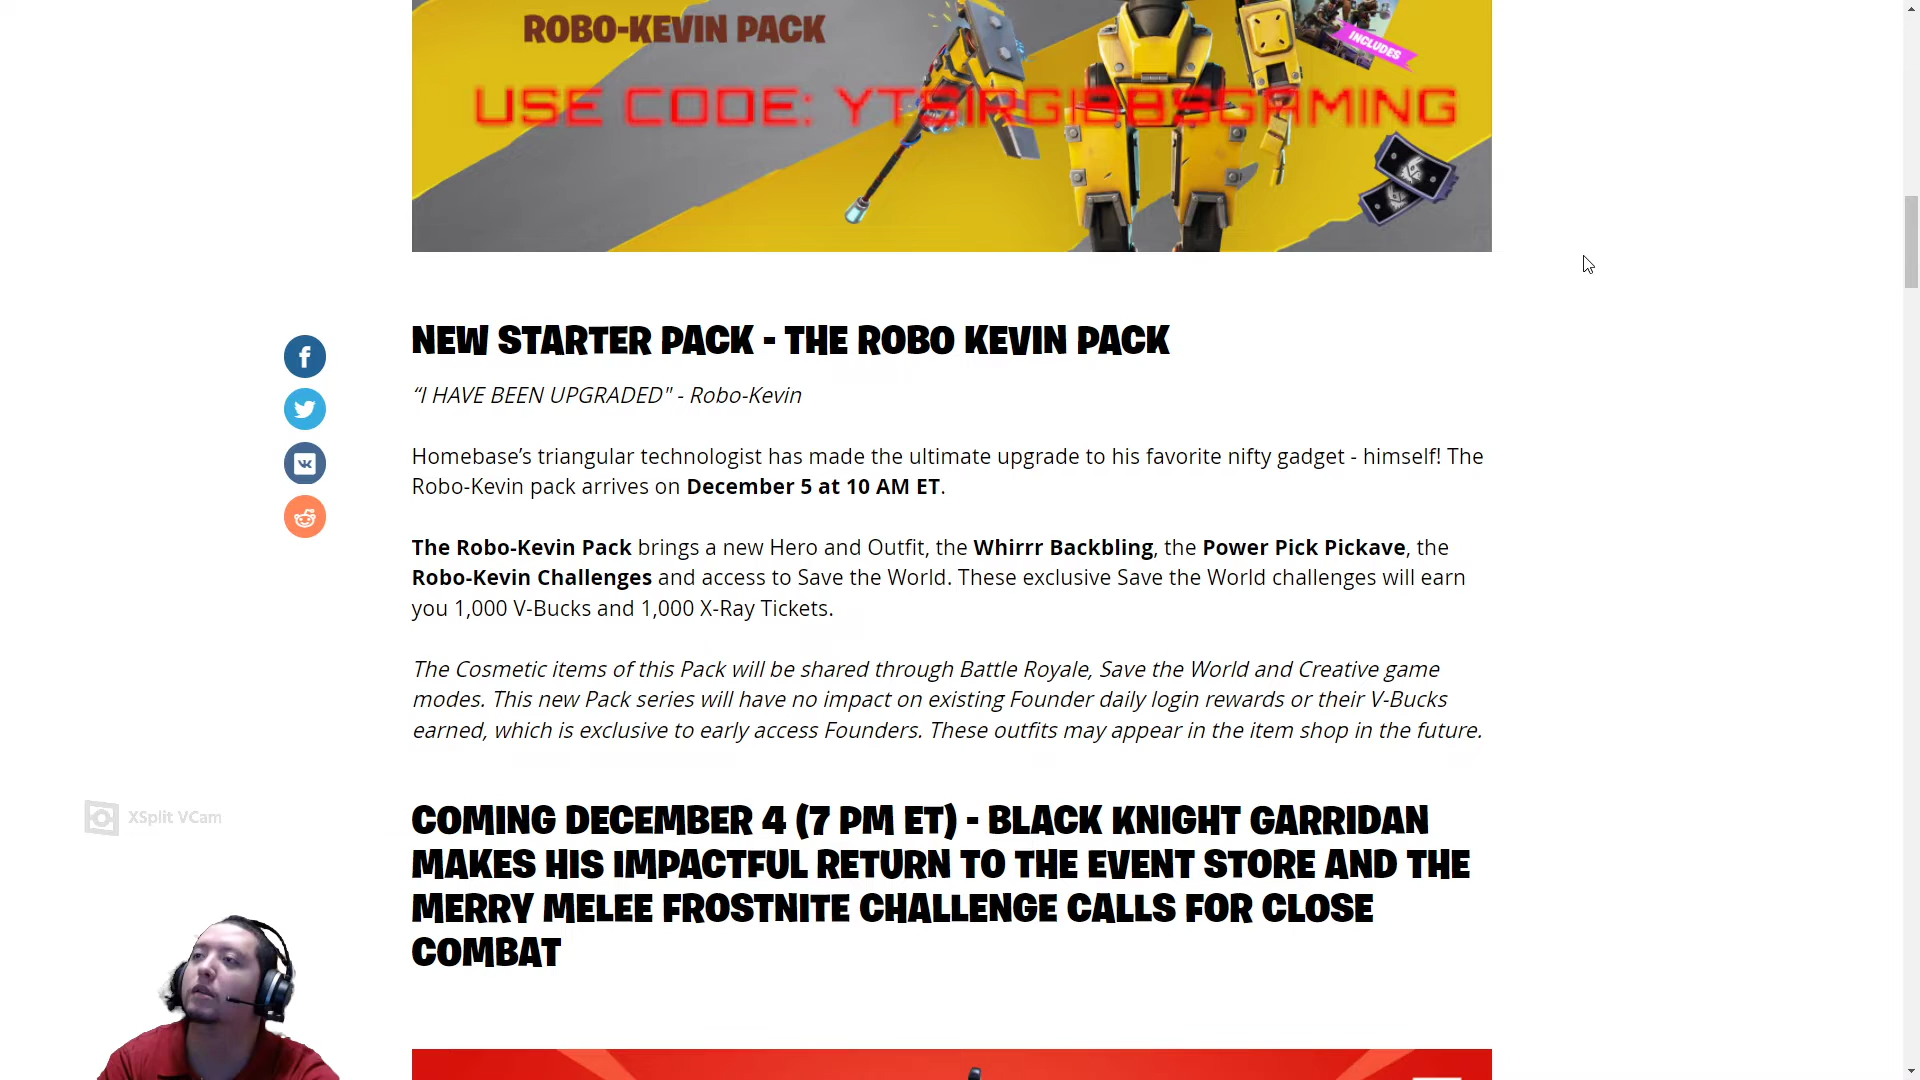 ROBO-KEVIN PACK
INCLUDES
USE CODE: YTSIRGIBBSGAMING
NEW STARTER PACK - THE ROBO KEVIN PACK
“I HAVE BEEN UPGRADED" - Robo-Kevin
Homebase’s triangular technologist has made the ultimate upgrade to his favorite nifty gadget - himself! The
Robo-Kevin pack arrives on December 5 at 10 AM ET.
The Robo-Kevin Pack brings a new Hero and Outfit, the Whirrr Backbling, the Power Pick Pickave, the
Robo-Kevin Challenges and access to Save the World. These exclusive Save the World challenges will earn
you 1,000 V-Bucks and 1,000 X-Ray Tickets.
The Cosmetic items of this Pack will be shared through Battle Royale, Save the World and Creative game
modes. This new Pack series will have no impact on existing Founder daily login rewards or their V-Bucks
earned, which is exclusive to early access Founders. These outfits may appear in the item shop in the future.
XSplit VCam
COMING DECEMBER 4 (7 PM ET) - BLACK KNIGHT GARRIDAN
MAKES HIS IMPACTFUL RETURN TO THE EVENT STORE AND THE
MERRY MELEE FROSTNITE CHALLENGE CALLS FOR CLOSE
COMBAT